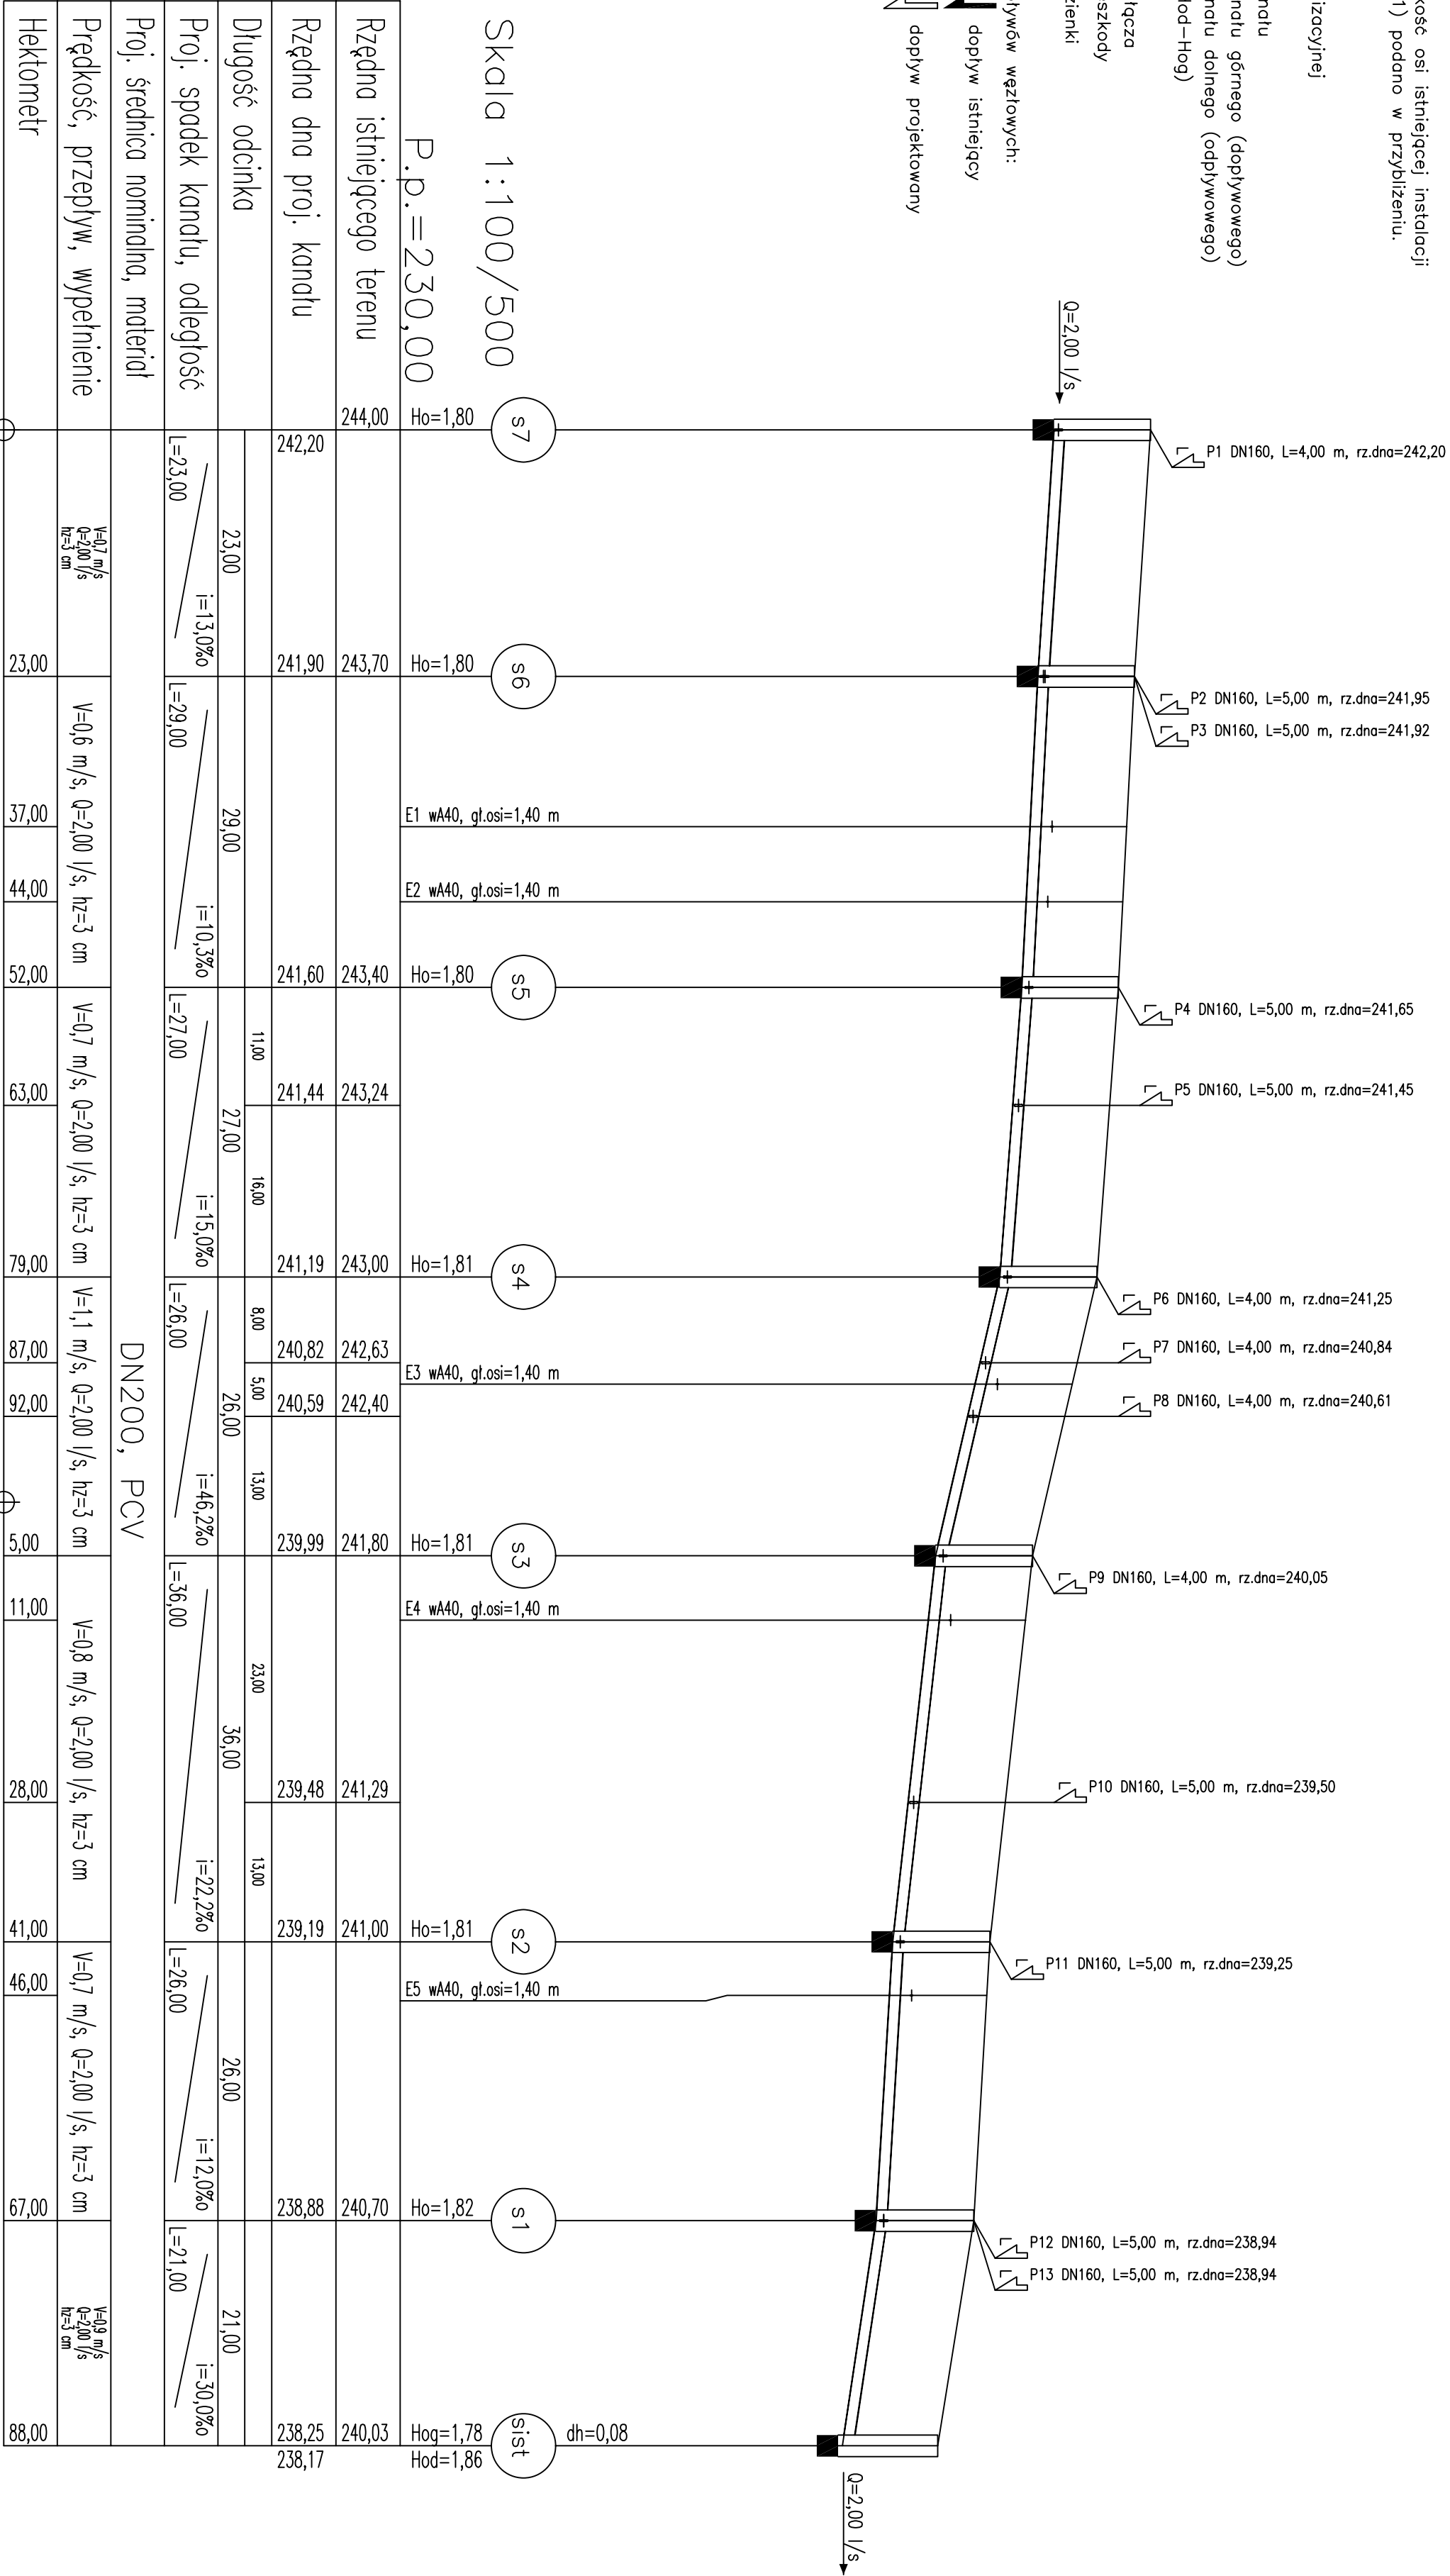 kość osi istniejącej instalacji
1) podano w przybliżeniu.
izacyjnej
natu
natu górnego (dopływowego)
natu dolnego (odpływowego)
lod-Hog)
łącza
szkody
zienki
ływów węzłowych:
dopływ istniejący
dopływ projektowany
Q=2,00 l/s
P1 DN160, L=4,00 m, rz.dna=242,20
P2 DN160, L=5,00 m, rz.dna=241,95
P3 DN160, L=5,00 m, rz.dna=241,92
P4 DN160, L=5,00 m, rz.dna=241,65
P5 DN160, L=5,00 m, rz.dna=241,45
P6 DN160, L=4,00 m, rz.dna=241,25
P7 DN160, L=4,00 m, rz.dna=240,84
P8 DN160, L=4,00 m, rz.dna=240,61
P9 DN160, L=4,00 m, rz.dna=240,05
P10 DN160, L=5,00 m, rz.dna=239,50
P11 DN160, L=5,00 m, rz.dna=239,25
P12 DN160, L=5,00 m, rz.dna=238,94
P13 DN160, L=5,00 m, rz.dna=238,94
Q=2,00 l/s
dh=0,08
Skala 1:100/500
s7 s6 s5 s4 s3 s2 s1 sist
P.p.=230,00
Ho=1,80 Ho=1,80 Ho=1,80 Ho=1,81 Ho=1,81 Ho=1,81 Ho=1,82 Hog=1,78
Hod=1,86
E1 wA40, gł.osi=1,40 m
E2 wA40, gł.osi=1,40 m
E3 wA40, gł.osi=1,40 m
E4 wA40, gł.osi=1,40 m
E5 wA40, gł.osi=1,40 m
Rzędna istniejącego terenu 244,00 243,70 243,40 243,24 243,00 242,63 242,40 241,80 241,29 241,00 240,70 240,03
Rzędna dna proj. kanału 242,20 241,90 241,60 241,44 241,19 240,82 240,59 239,99 239,48 239,19 238,88 238,25 238,17
11,00 16,00 8,00 5,00 13,00 23,00 13,00
Długość odcinka 23,00 29,00 27,00 26,00 36,00 26,00 21,00
Proj. spadek kanału, odległość
i=13,0‰ i=10,3‰ i=15,0‰ i=46,2‰ i=22,2‰ i=12,0‰ i=30,0‰
L=23,00 L=29,00 L=27,00 L=26,00 L=36,00 L=26,00 L=21,00
Proj. średnica nominalna, materiał DN200, PCV
Prędkość, przepływ, wypełnienie
V=0,7 m/s
Q=2,00 l/s
hz=3 cm
V=0,6 m/s, Q=2,00 l/s, hz=3 cm
V=0,7 m/s, Q=2,00 l/s, hz=3 cm
V=1,1 m/s, Q=2,00 l/s, hz=3 cm
V=0,8 m/s, Q=2,00 l/s, hz=3 cm
V=0,7 m/s, Q=2,00 l/s, hz=3 cm
V=0,9 m/s
Q=2,00 l/s
hz=3 cm
Hektometr 23,00 37,00 44,00 52,00 63,00 79,00 87,00 92,00 5,00 11,00 28,00 41,00 46,00 67,00 88,00